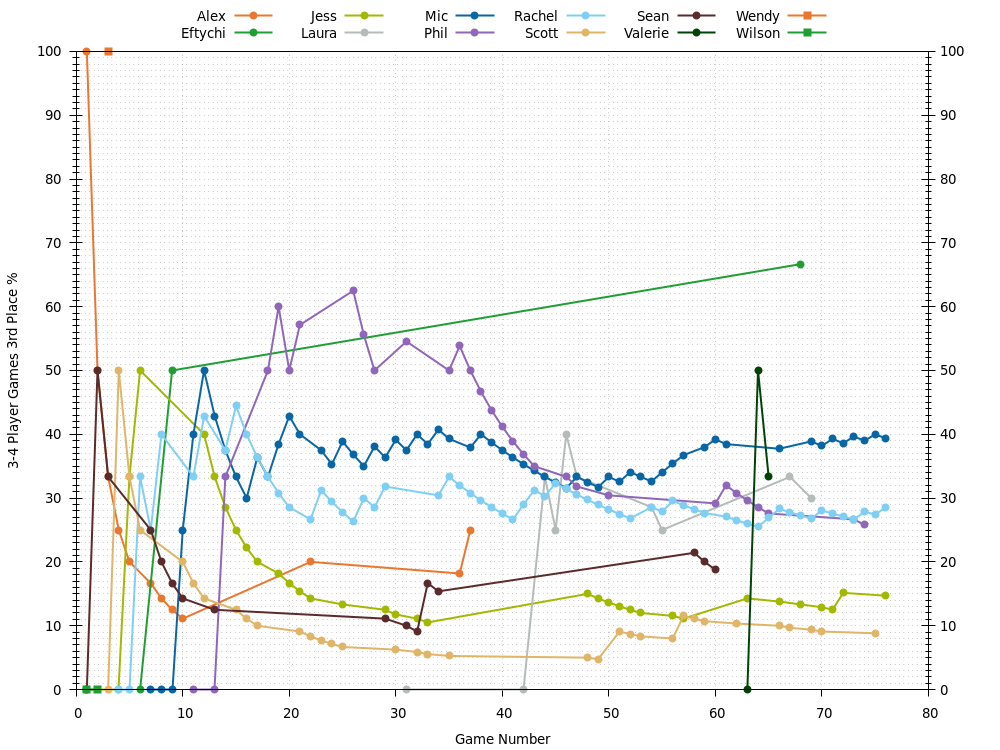 Alex Jess Mic Rachel Sean Wendy
Eftychi Laura Phil Scott Valerie Wilson
100 100
90 90
80 80
70 70
60 60
50 50
40 40
30 30
20 20
10 10
0 0
0 10 20 30 40 50 60 70 80
3-4 Player Games 3rd Place %
Game Number